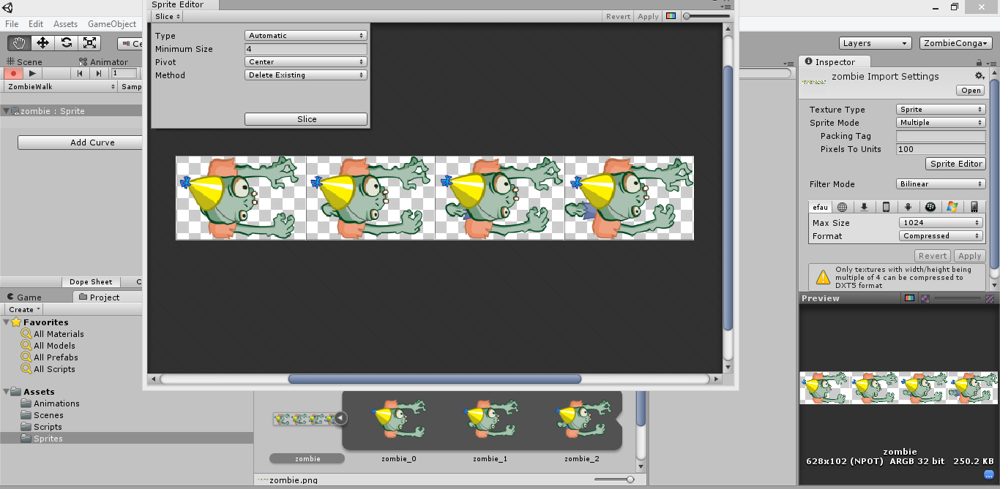 Sprite Editor
File Edit Assets GameObject
Slice Revert Apply
Type Automatic
Minimum Size 4
Pivot Center
Method Delete Existing
Slice
Ce
Layers ZombieConga
Scene Animator
1
ZombieWalk Samp
zombie : Sprite
Add Curve
Inspector
zombie Import Settings
Open
Texture Type Sprite
Sprite Mode Multiple
Packing Tag
Pixels To Units 100
Sprite Editor
Filter Mode Bilinear
efau
Max Size 1024
Format Compressed
Revert Apply
Only textures with width/height being
multiple of 4 can be compressed to
DXT5 format
Dope Sheet C
Game Project
Create
Favorites
All Materials
All Models
All Prefabs
All Scripts
Assets
Animations
Scenes
Scripts
Sprites
zombie zombie_0 zombie_1 zombie_2
zombie.png
Preview
zombie
628x102 (NPOT) ARGB 32 bit 250.2 KB